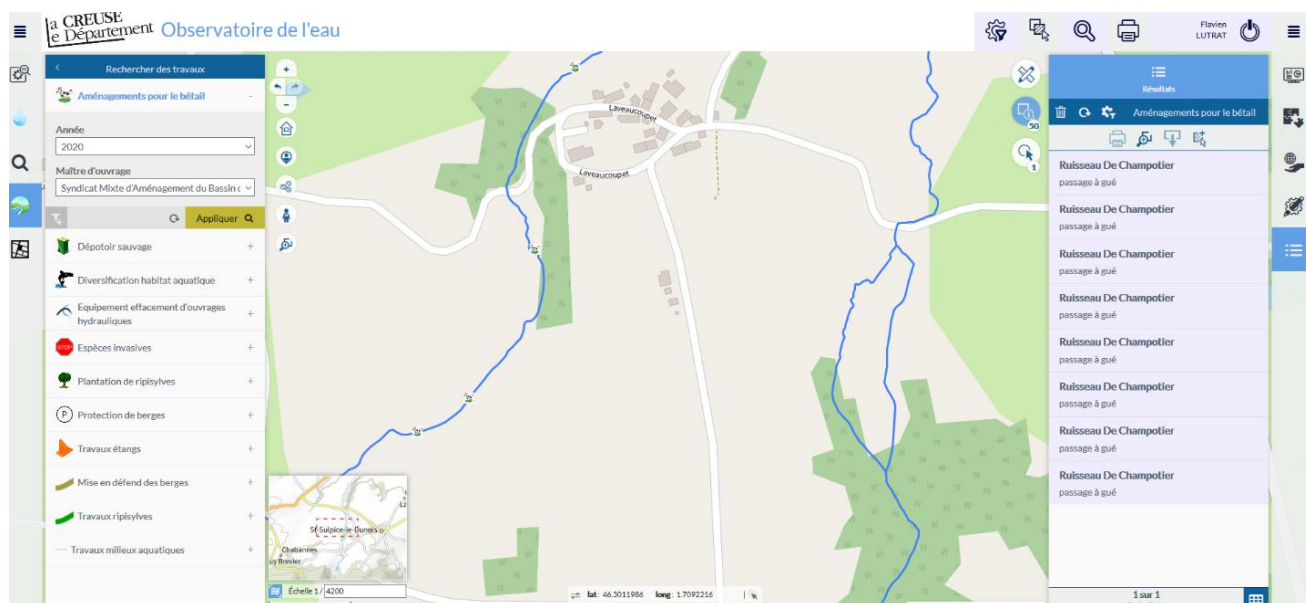 la CREUSE
le Département
Observatoire de l'eau
Flavien
LUTRAT
Rechercher des travaux
Aménagements pour le bétail
Année
2020
Maître d'ouvrage
Syndicat Mixte d'Aménagement du Bassin
Appliquer
Dépotoir sauvage
Diversification habitat aquatique
Equipement effacement d'ouvrages
hydrauliques
STOP
Espèces invasives
Plantation de ripisylves
P
Protection de berges
Travaux étangs
Mise en défend des berges
Travaux ripisylves
Travaux milieux aquatiques
Laveaucoupet
Laveaucoupet
St-Sulpice-le-Dunois
Chabannes
uy Brevier
Échelle 1 / 4200
lat: 46.3011986 long: 1.7092216
50
1
Résultats
Aménagements pour le bétail
Ruisseau De Champotier
passage à gué
Ruisseau De Champotier
passage à gué
Ruisseau De Champotier
passage à gué
Ruisseau De Champotier
passage à gué
Ruisseau De Champotier
passage à gué
Ruisseau De Champotier
passage à gué
Ruisseau De Champotier
passage à gué
Ruisseau De Champotier
passage à gué
1 sur 1